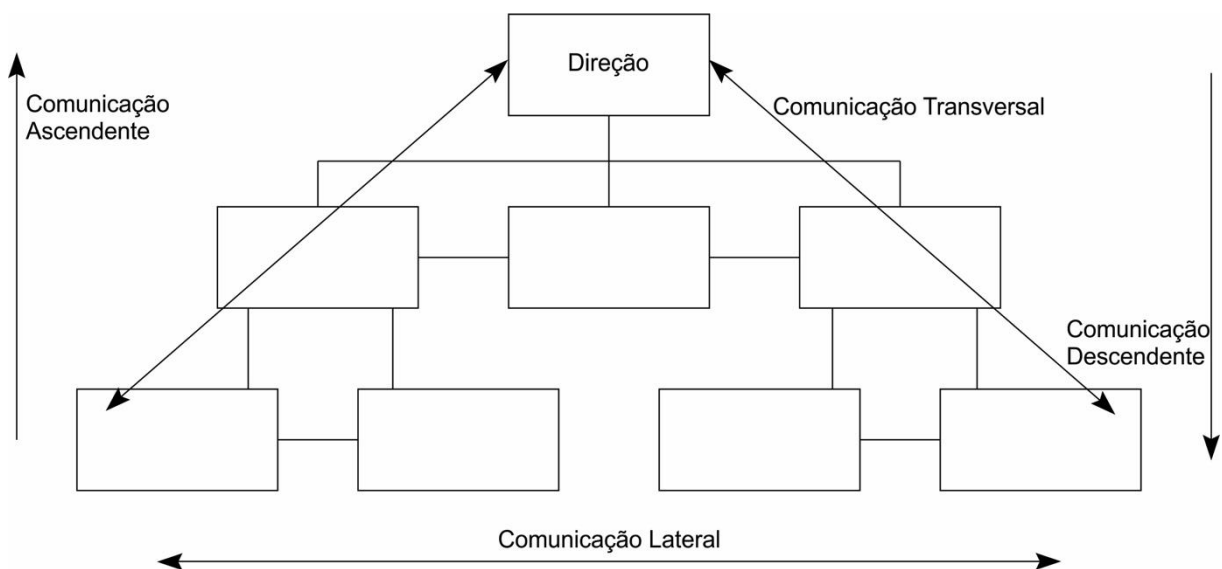 Direção
Comunicação
Ascendente
Comunicação Transversal
Comunicação
Descendente
Comunicação Lateral